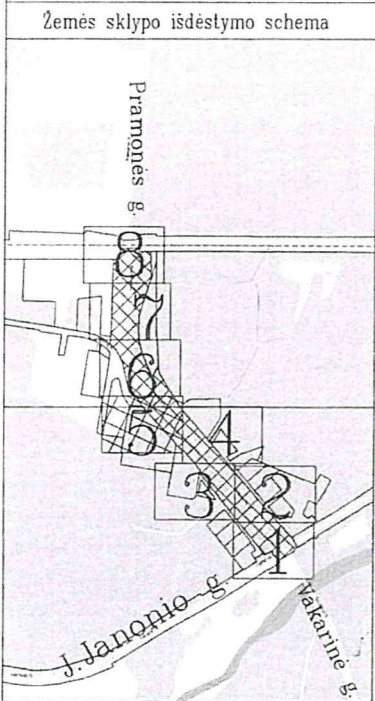 Žemės sklypo išdėstymo schema
Pramonės g.
8
7
6
5
4
3
2
1
J. Janonio g.
Vakarinė g.